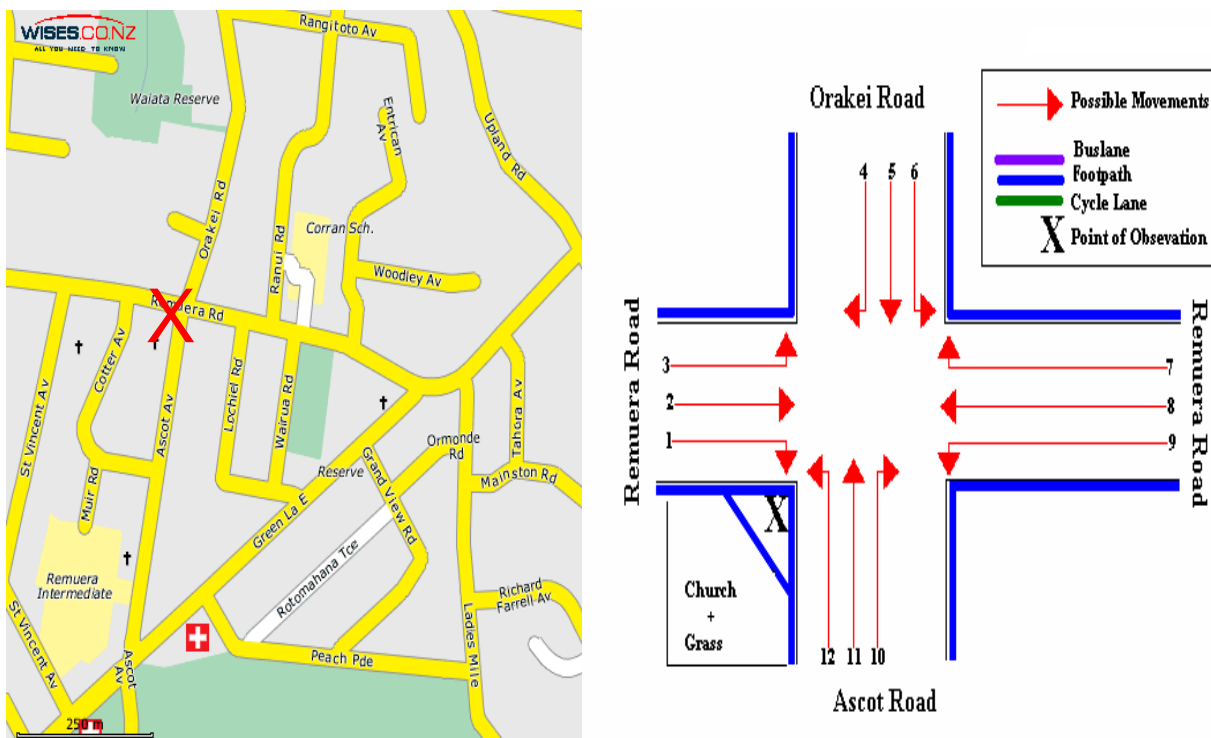 WISES.CO.NZ
ALL YOU NEED TO KNOW
Rangitoto Av
Waiata Reserve
Entrican Av
Upland Rd
Orakei Rd
Ranui Rd
Corran Sch.
Woodley Av
Remuera Rd
Cotter Av
St Vincent Av
Ascot Av
Lochiel Rd
Wairua Rd
Tahora Av
Ormonde
Rd
Reserve
Grand View Rd
Mainston Rd
Muir Rd
Green La E
Rotomahana Tce
Remuera
Intermediate
Richard
Farrell Av
St Vincent Av
Ascot
Av
Peach Pde
Ladies Mile
250 m
Orakei Road
Possible Movements
Buslane
Footpath
Cycle Lane
X Point of Obsevation
4 5 6
Remuera Road
3
2
1
7
8
9
Remuera Road
X
Church
+
Grass
12 11 10
Ascot Road